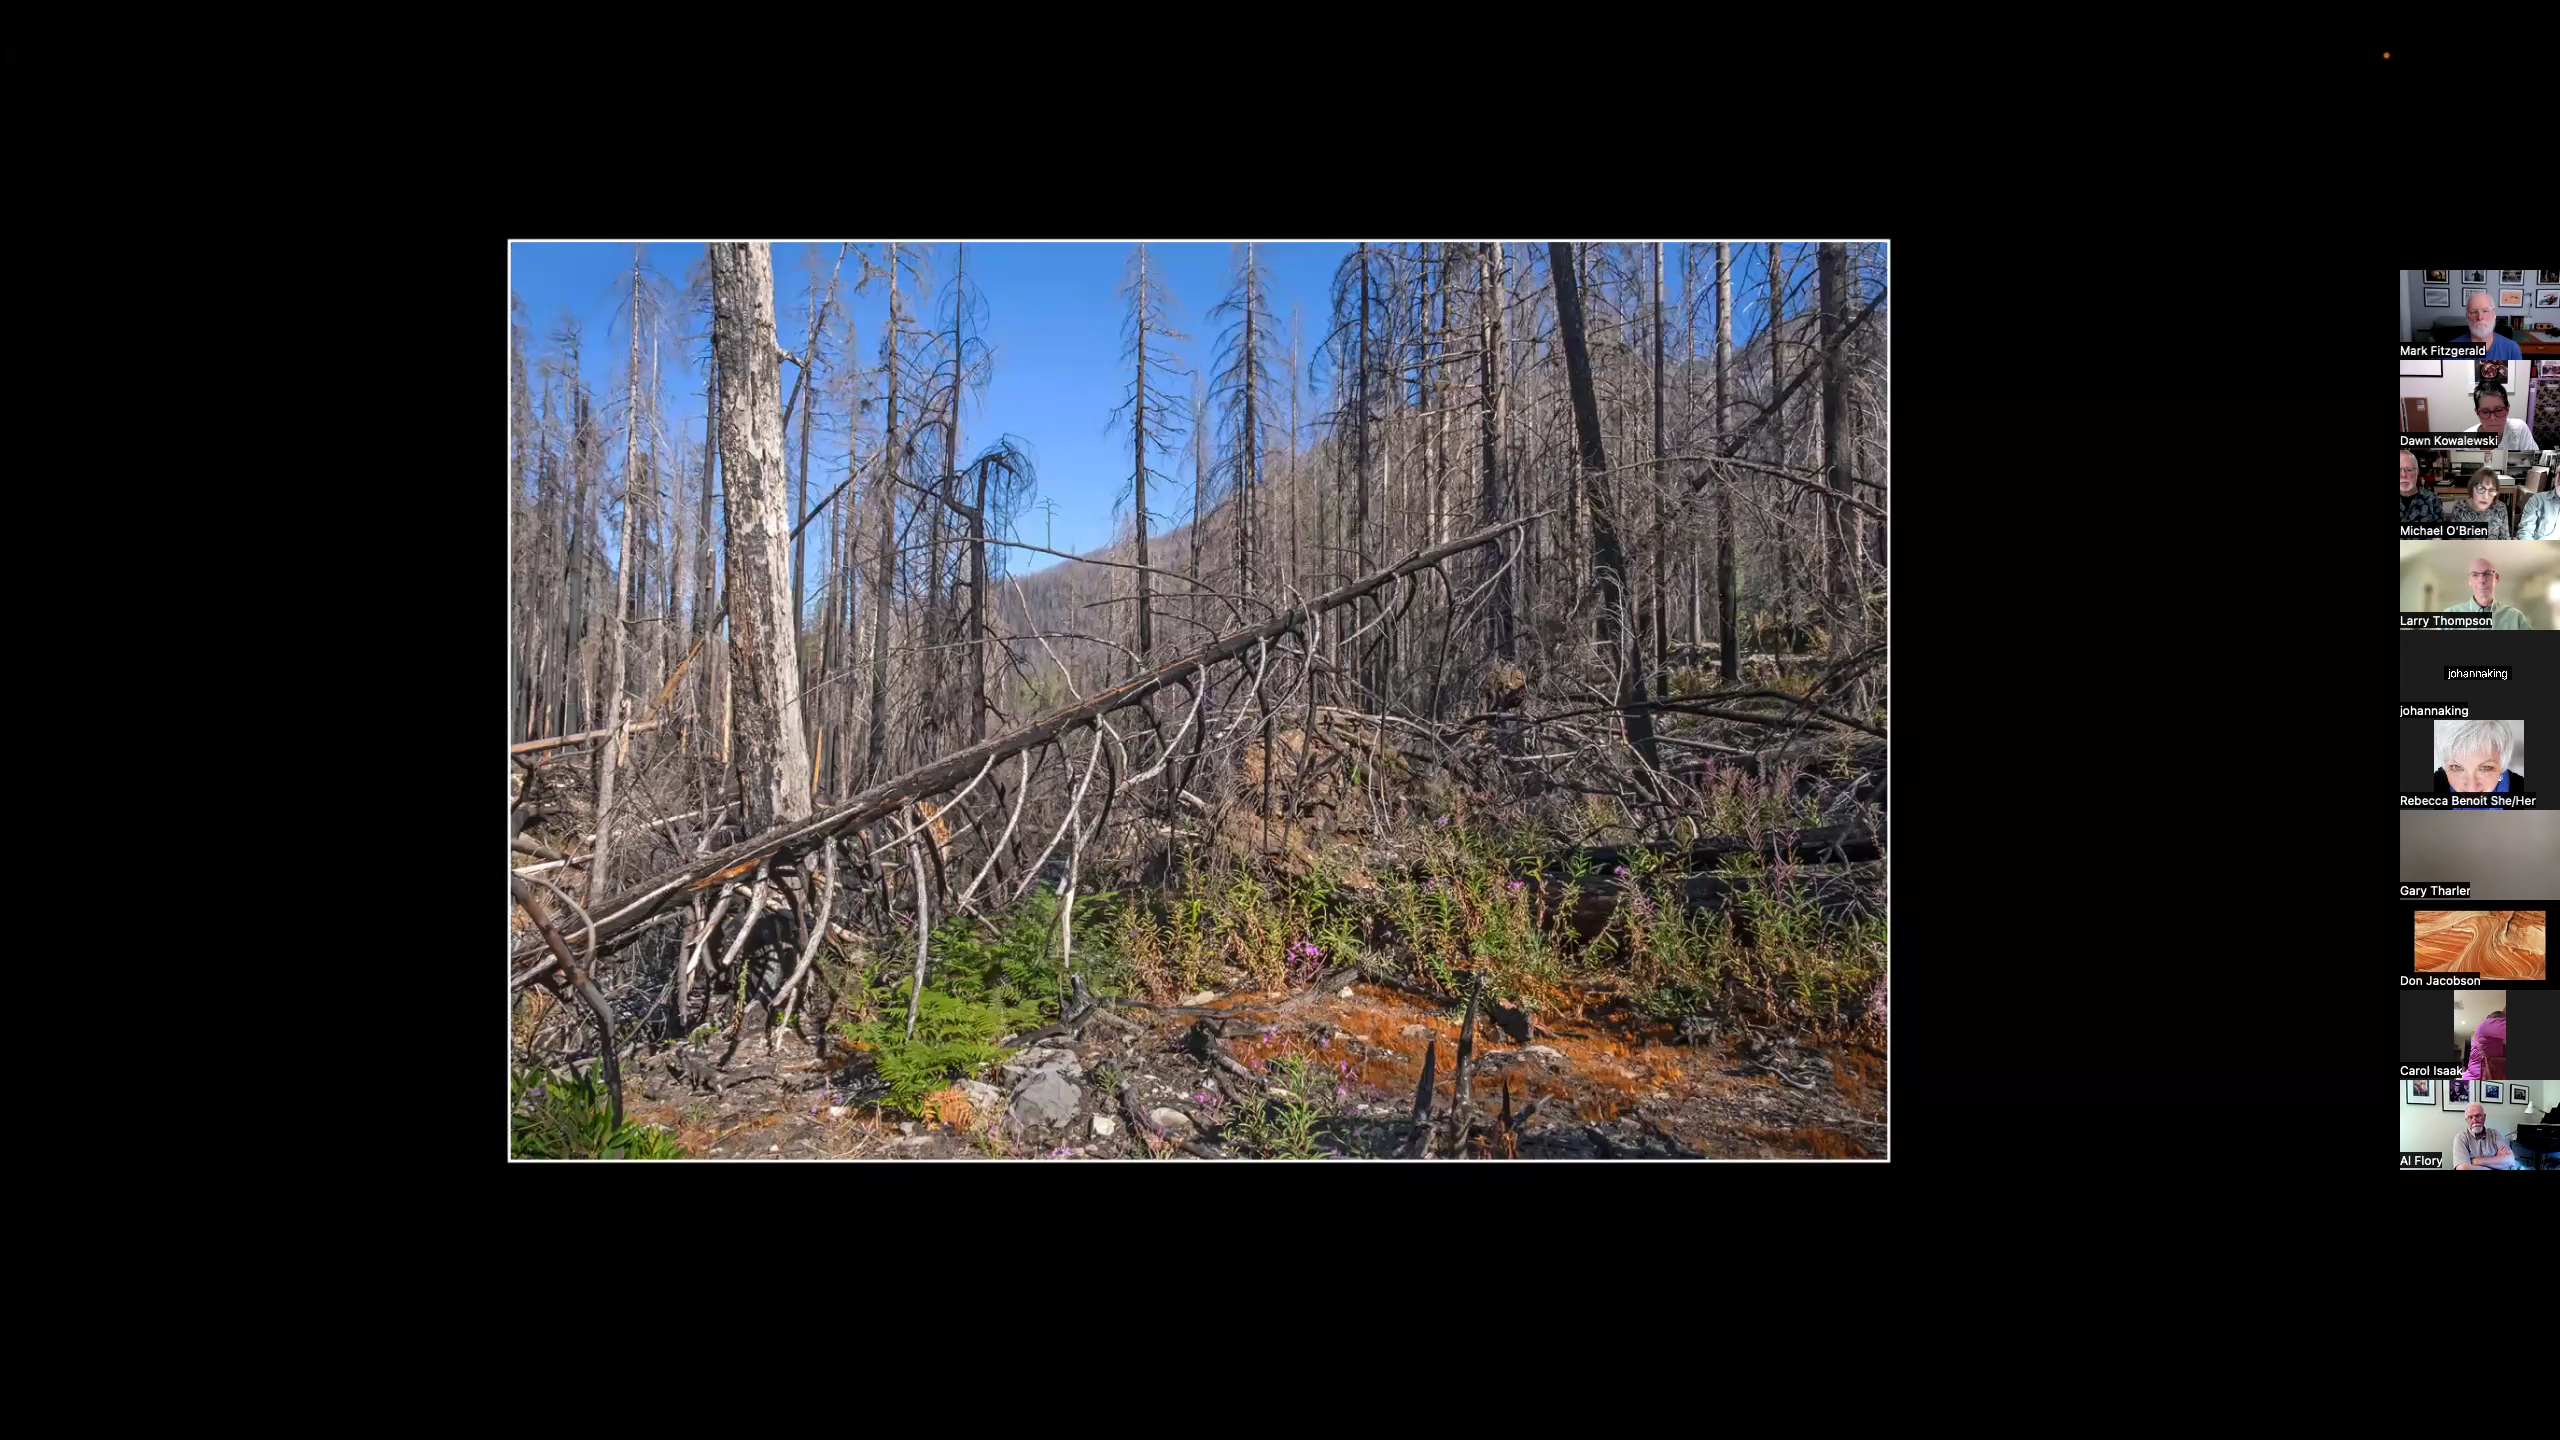 Mark Fitzgerald
Dawn Kowalewski
Michael O'Brien
Larry Thompson
johannaking
johannaking
Rebecca Benoit She/Her
Gary Tharler
Don Jacobson
Carol Isaak
Al Flory